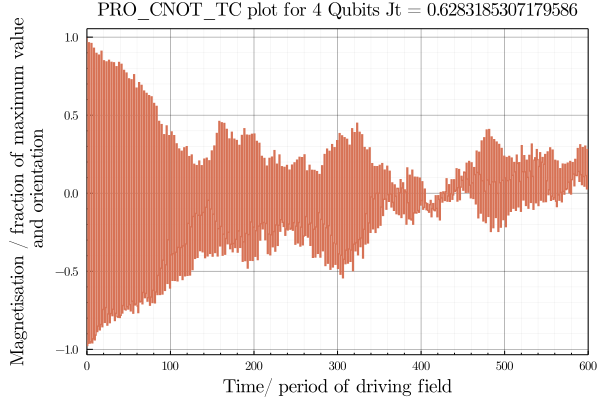 PRO_CNOT_TC plot for 4 Qubits Jt = 0.6283185307179586
Magnetisation / fraction of maximum value
and orientation
1.0
0.5
0.0
−0.5
−1.0
0 100 200 300 400 500 600
Time/ period of driving field